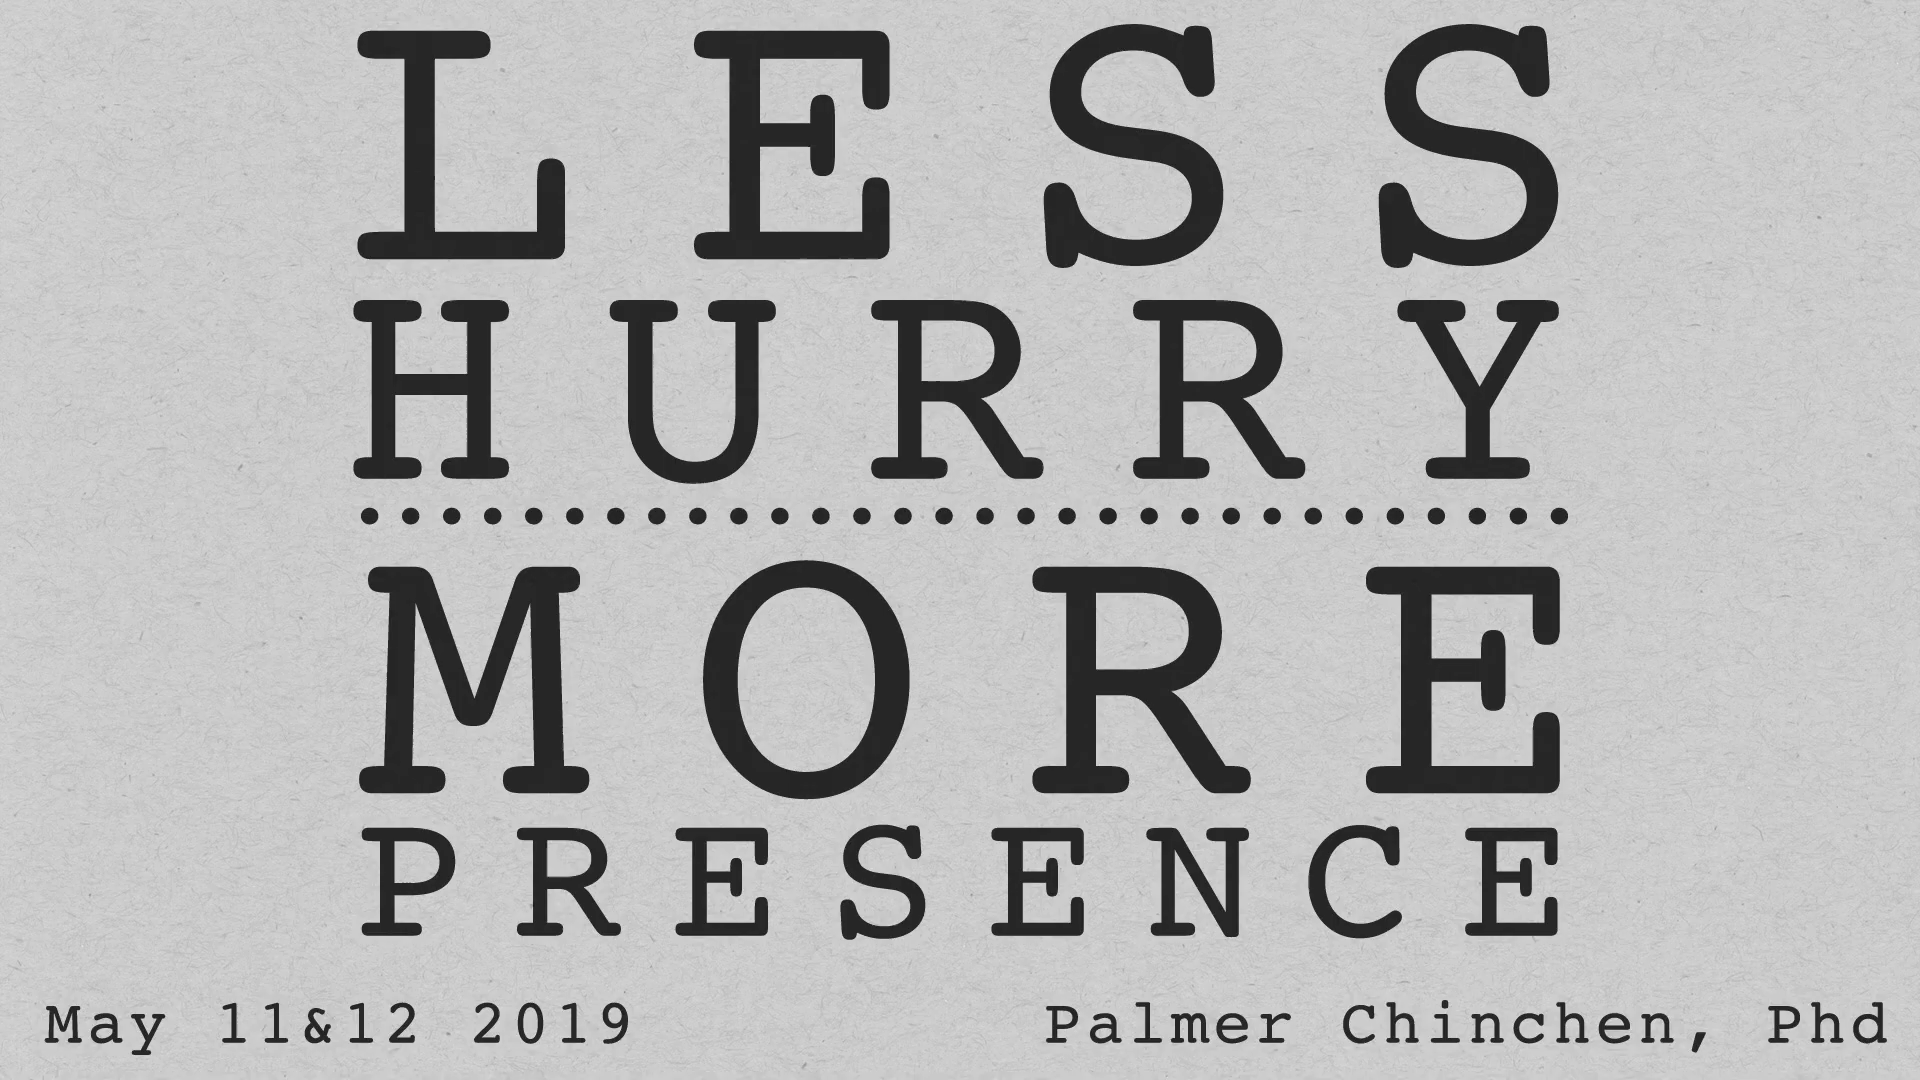 LESS
HURRY
MORE
PRESENCE
May 11&12 2019
Palmer Chinchen, Phd